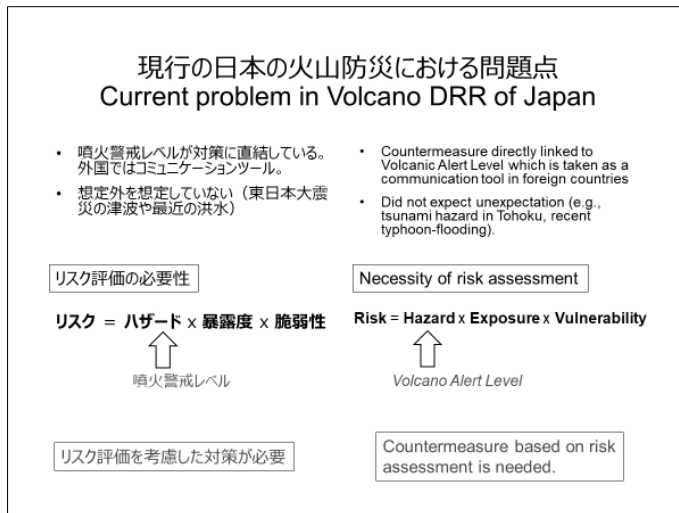 現行の日本の火山防災における問題点
Current problem in Volcano DRR of Japan
• 噴火警戒レベルが対策に直結している。
外国ではコミュニケーションツール。
• 想定外を想定していない（東日本大震
災の津波や最近の洪水）
• Countermeasure directly linked to
Volcanic Alert Level which is taken as a
communication tool in foreign countries
• Did not expect unexpectation (e.g.,
tsunami hazard in Tohoku, recent
typhoon-flooding).
リスク評価の必要性
リスク = ハザード x 暴露度 x 脆弱性
噴火警戒レベル
リスク評価を考慮した対策が必要
Necessity of risk assessment
Risk = Hazard x Exposure x Vulnerability
Volcano Alert Level
Countermeasure based on risk
assessment is needed.